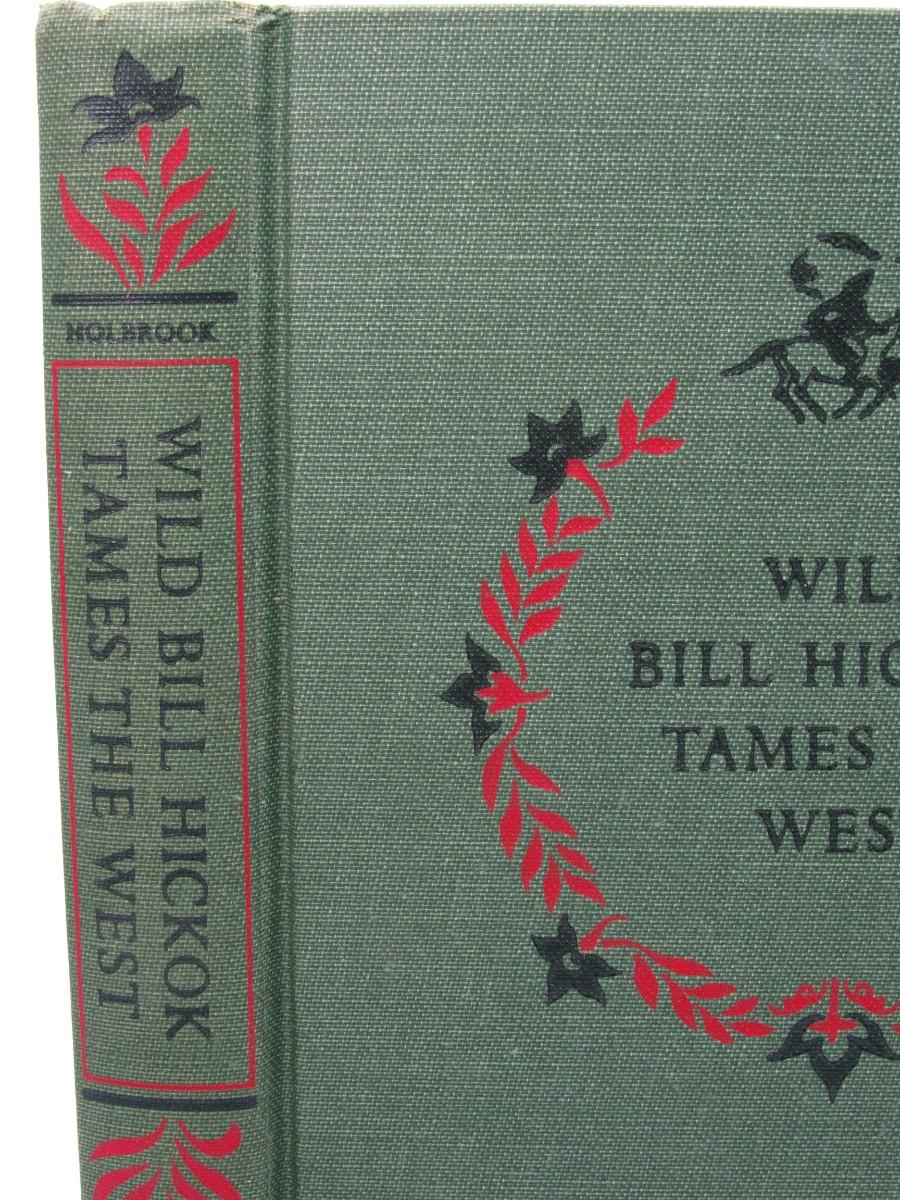 HOLBROOK
WILD BILL HICKOK
TAMES THE WEST
WIL
BILL HIC
TAMES
WES